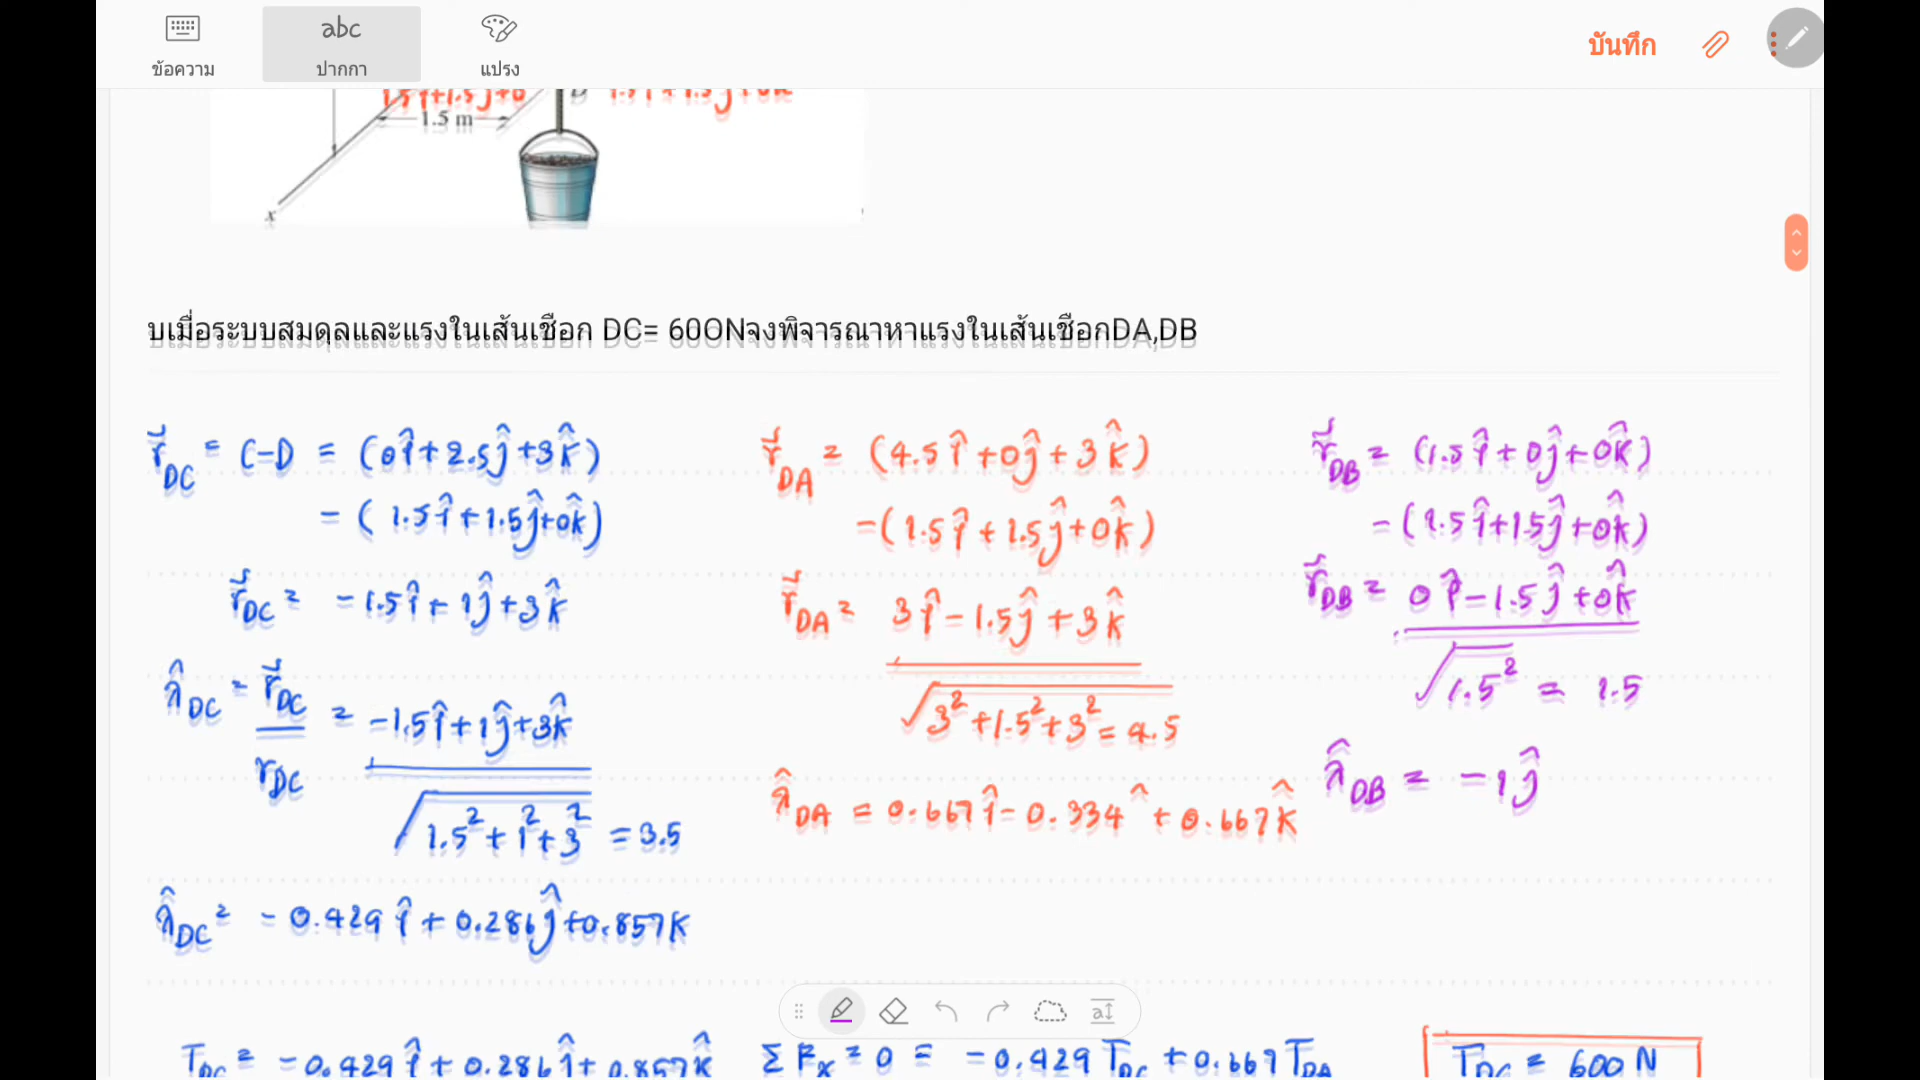 ข้อความ
abc
ปากกา
แปรง
บันทึก
1.5 m
x
บเมื่อระบบสมดุลและแรงในเส้นเชือก DC= 600Nจงพิจารณาหาแรงในเส้นเชือกDA,DB
r⃗DC = C-D = (0î+2.5ĵ+3k̂)
= (1.5î+1.5ĵ+0k̂)
r⃗DC = -1.5î+1ĵ+3k̂
λ̂DC = r⃗DC / rDC = -1.5î+1ĵ+3k̂
√1.5²+1²+3² = 3.5
λ̂DC = -0.429î+0.286ĵ+0.857k
r⃗DA = (4.5î+0ĵ+3k̂)
-(1.5î+1.5ĵ+0k̂)
r⃗DA = 3î-1.5ĵ+3k̂
√3²+1.5²+3² = 4.5
λ̂DA = 0.667î-0.334^+0.667k̂
r⃗DB = (1.5î+0ĵ+0k̂)
-(1.5î+1.5ĵ+0k̂)
r⃗DB = 0î-1.5ĵ+0k̂
√1.5² = 1.5
λ̂DB = -1ĵ
TDC = -0.429î+0.286ĵ+0.857k̂
ΣFx = 0 = -0.429TDC+0.667TDA
TDC = 600N